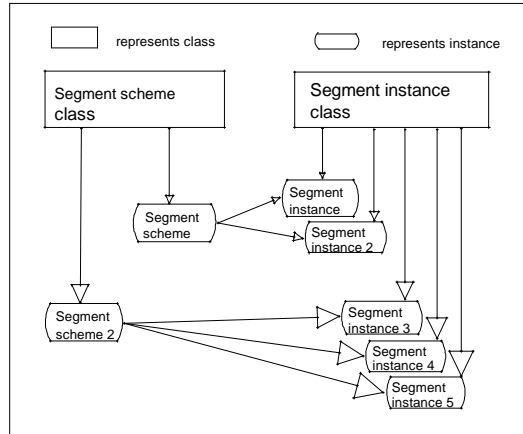 represents class
represents instance
Segment scheme
class
Segment instance
class
Segment
scheme
Segment
instance
Segment
instance 2
Segment
scheme 2
Segment
instance 3
Segment
instance 4
Segment
instance 5